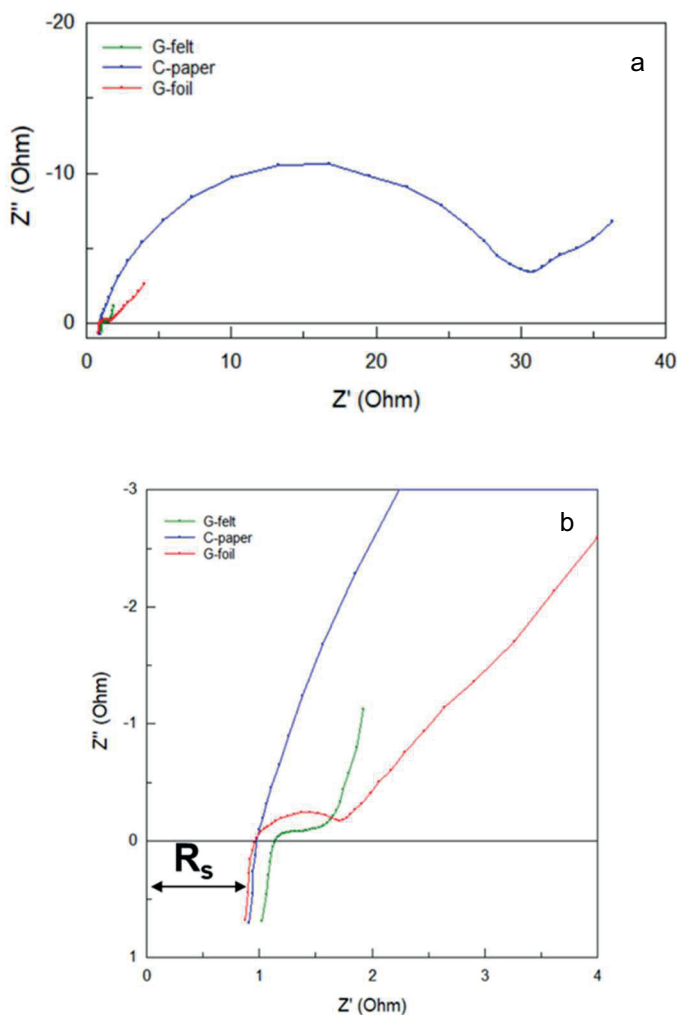 -20
G-felt
C-paper
G-foil
a
-10
Z'' (Ohm)
0
0
10
20
30
40
Z' (Ohm)
-3
G-felt
C-paper
G-foil
b
-2
Z'' (Ohm)
-1
0
Rs
1
0
1
2
3
4
Z' (Ohm)